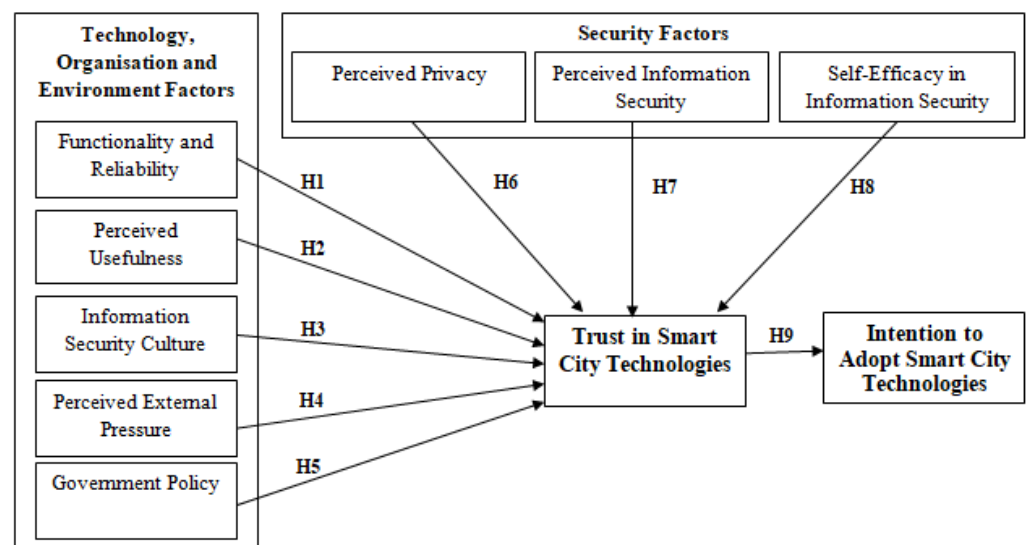 Technology,
Organisation and
Environment Factors
Functionality and
Reliability
Perceived
Usefulness
Information
Security Culture
Perceived External
Pressure
Government Policy
Security Factors
Perceived Privacy
Perceived Information
Security
Self-Efficacy in
Information Security
H1
H2
H3
H4
H5
H6
H7
H8
Trust in Smart
City Technologies
H9
Intention to
Adopt Smart City
Technologies